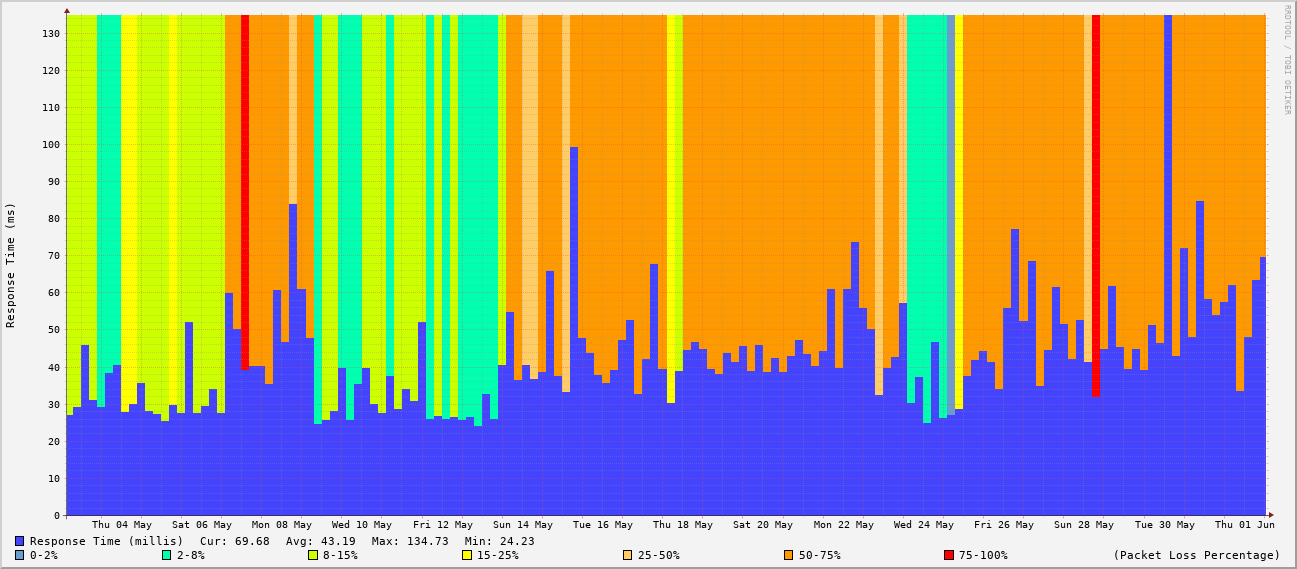 RRDTOOL / TOBI OETIKER
Response Time (ms)
130
120
110
100
90
80
70
60
50
40
30
20
10
0
Thu 04 May Sat 06 May Mon 08 May Wed 10 May Fri 12 May Sun 14 May Tue 16 May Thu 18 May Sat 20 May Mon 22 May Wed 24 May Fri 26 May Sun 28 May Tue 30 May Thu 01 Jun
Response Time (millis) Cur: 69.68 Avg: 43.19 Max: 134.73 Min: 24.23
0-2% 2-8% 8-15% 15-25% 25-50% 50-75% 75-100% (Packet Loss Percentage)